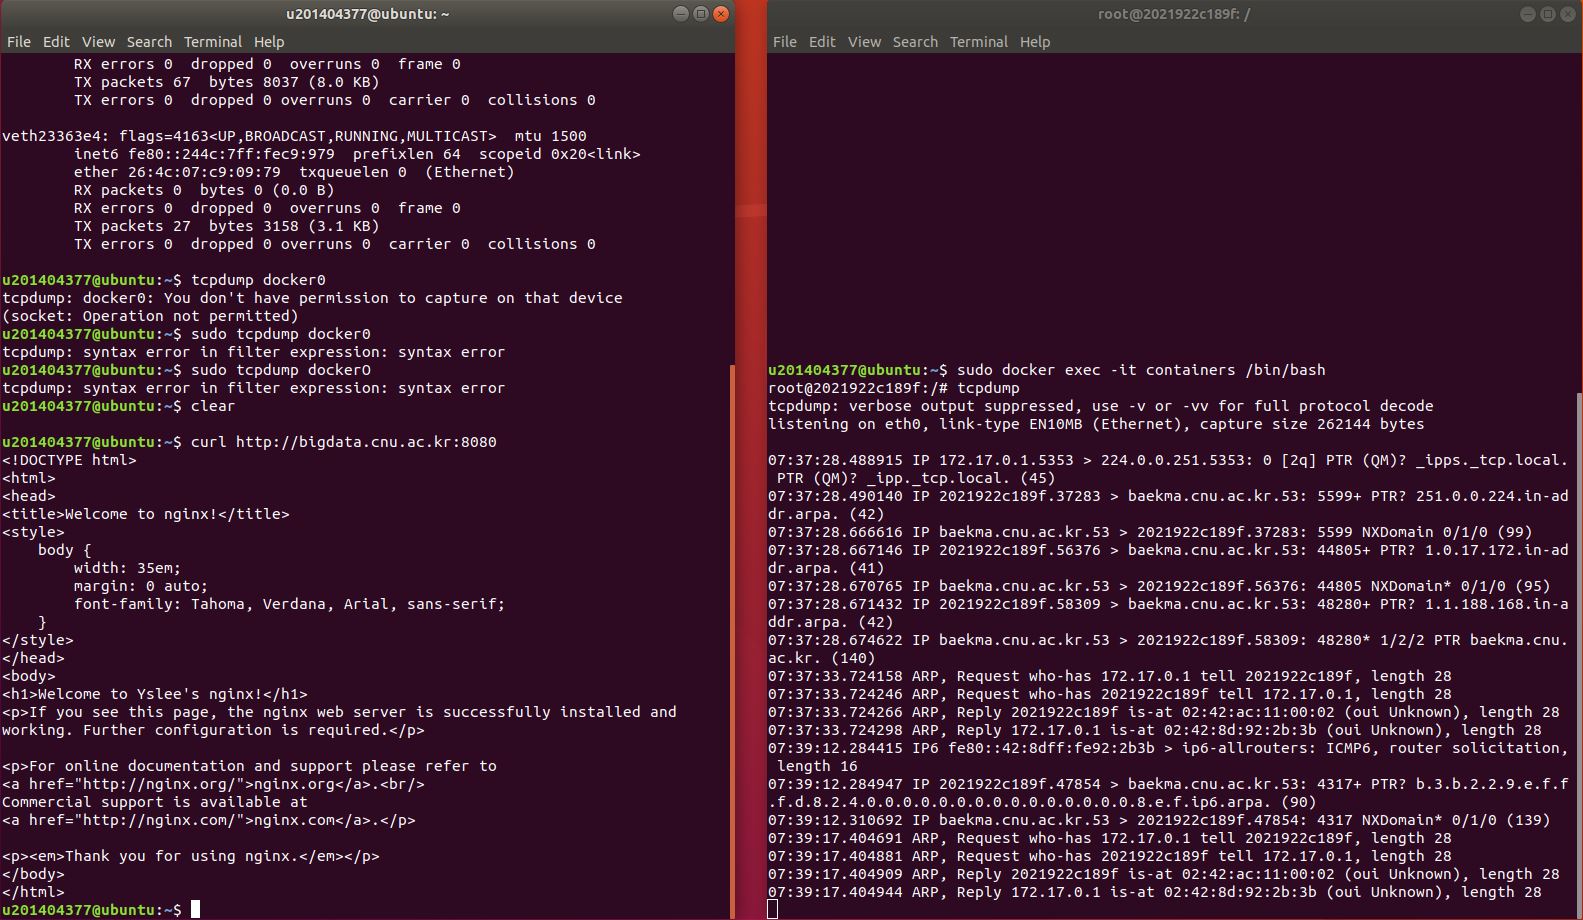 u201404377@ubuntu: ~
File Edit View Search Terminal Help
RX errors 0  dropped 0  overruns 0  frame 0
TX packets 67  bytes 8037 (8.0 KB)
TX errors 0  dropped 0 overruns 0  carrier 0  collisions 0
veth23363e4: flags=4163<UP,BROADCAST,RUNNING,MULTICAST>  mtu 1500
inet6 fe80::244c:7ff:fec9:979  prefixlen 64  scopeid 0x20<link>
ether 26:4c:07:c9:09:79  txqueuelen 0  (Ethernet)
RX packets 0  bytes 0 (0.0 B)
RX errors 0  dropped 0  overruns 0  frame 0
TX packets 27  bytes 3158 (3.1 KB)
TX errors 0  dropped 0 overruns 0  carrier 0  collisions 0
u201404377@ubuntu:~$ tcpdump docker0
tcpdump: docker0: You don't have permission to capture on that device
(socket: Operation not permitted)
u201404377@ubuntu:~$ sudo tcpdump docker0
tcpdump: syntax error in filter expression: syntax error
u201404377@ubuntu:~$ sudo tcpdump dockerO
tcpdump: syntax error in filter expression: syntax error
u201404377@ubuntu:~$ clear
u201404377@ubuntu:~$ curl http://bigdata.cnu.ac.kr:8080
<!DOCTYPE html>
<html>
<head>
<title>Welcome to nginx!</title>
<style>
body {
width: 35em;
margin: 0 auto;
font-family: Tahoma, Verdana, Arial, sans-serif;
}
</style>
</head>
<body>
<h1>Welcome to Yslee's nginx!</h1>
<p>If you see this page, the nginx web server is successfully installed and
working. Further configuration is required.</p>
<p>For online documentation and support please refer to
<a href="http://nginx.org/">nginx.org</a>.<br/>
Commercial support is available at
<a href="http://nginx.com/">nginx.com</a>.</p>
<p><em>Thank you for using nginx.</em></p>
</body>
</html>
u201404377@ubuntu:~$
root@2021922c189f: /
File Edit View Search Terminal Help
u201404377@ubuntu:~$ sudo docker exec -it containers /bin/bash
root@2021922c189f:/# tcpdump
tcpdump: verbose output suppressed, use -v or -vv for full protocol decode
listening on eth0, link-type EN10MB (Ethernet), capture size 262144 bytes
07:37:28.488915 IP 172.17.0.1.5353 > 224.0.0.251.5353: 0 [2q] PTR (QM)? _ipps._tcp.local.
PTR (QM)? _ipp._tcp.local. (45)
07:37:28.490140 IP 2021922c189f.37283 > baekma.cnu.ac.kr.53: 5599+ PTR? 251.0.0.224.in-ad
dr.arpa. (42)
07:37:28.666616 IP baekma.cnu.ac.kr.53 > 2021922c189f.37283: 5599 NXDomain 0/1/0 (99)
07:37:28.667146 IP 2021922c189f.56376 > baekma.cnu.ac.kr.53: 44805+ PTR? 1.0.17.172.in-ad
dr.arpa. (41)
07:37:28.670765 IP baekma.cnu.ac.kr.53 > 2021922c189f.56376: 44805 NXDomain* 0/1/0 (95)
07:37:28.671432 IP 2021922c189f.58309 > baekma.cnu.ac.kr.53: 48280+ PTR? 1.1.188.168.in-a
ddr.arpa. (42)
07:37:28.674622 IP baekma.cnu.ac.kr.53 > 2021922c189f.58309: 48280* 1/2/2 PTR baekma.cnu.
ac.kr. (140)
07:37:33.724158 ARP, Request who-has 172.17.0.1 tell 2021922c189f, length 28
07:37:33.724246 ARP, Request who-has 2021922c189f tell 172.17.0.1, length 28
07:37:33.724266 ARP, Reply 2021922c189f is-at 02:42:ac:11:00:02 (oui Unknown), length 28
07:37:33.724298 ARP, Reply 172.17.0.1 is-at 02:42:8d:92:2b:3b (oui Unknown), length 28
07:39:12.284415 IP6 fe80::42:8dff:fe92:2b3b > ip6-allrouters: ICMP6, router solicitation,
length 16
07:39:12.284947 IP 2021922c189f.47854 > baekma.cnu.ac.kr.53: 4317+ PTR? b.3.b.2.2.9.e.f.f
.f.d.8.2.4.0.0.0.0.0.0.0.0.0.0.0.0.0.0.0.8.e.f.ip6.arpa. (90)
07:39:12.310692 IP baekma.cnu.ac.kr.53 > 2021922c189f.47854: 4317 NXDomain* 0/1/0 (139)
07:39:17.404691 ARP, Request who-has 172.17.0.1 tell 2021922c189f, length 28
07:39:17.404881 ARP, Request who-has 2021922c189f tell 172.17.0.1, length 28
07:39:17.404909 ARP, Reply 2021922c189f is-at 02:42:ac:11:00:02 (oui Unknown), length 28
07:39:17.404944 ARP, Reply 172.17.0.1 is-at 02:42:8d:92:2b:3b (oui Unknown), length 28